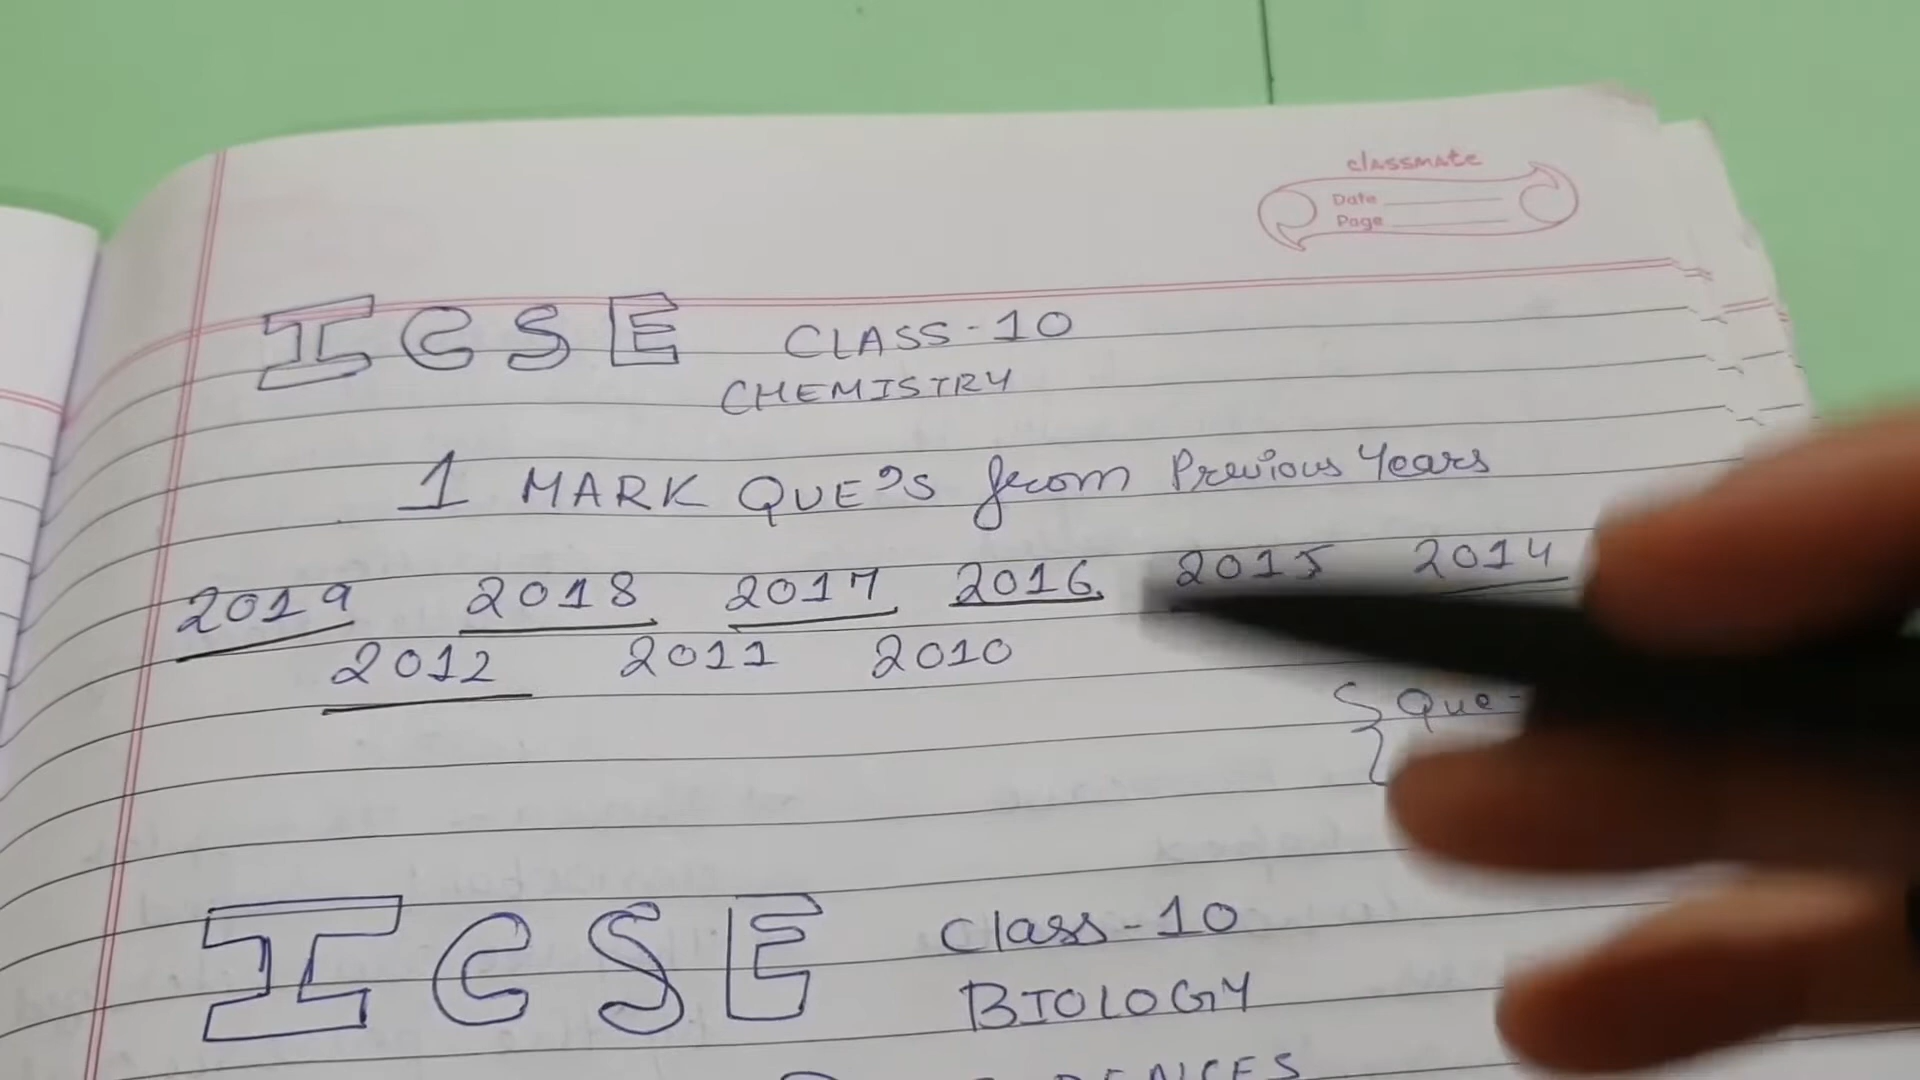 classmate
Date
Page
ICSE CLASS-10
CHEMISTRY
1 MARK QUE'S from Previous Years
2019 2018 2017 2016 2015 2014
2012 2011 2010
{ Que-
ICSE Class-10
BIOLOGY